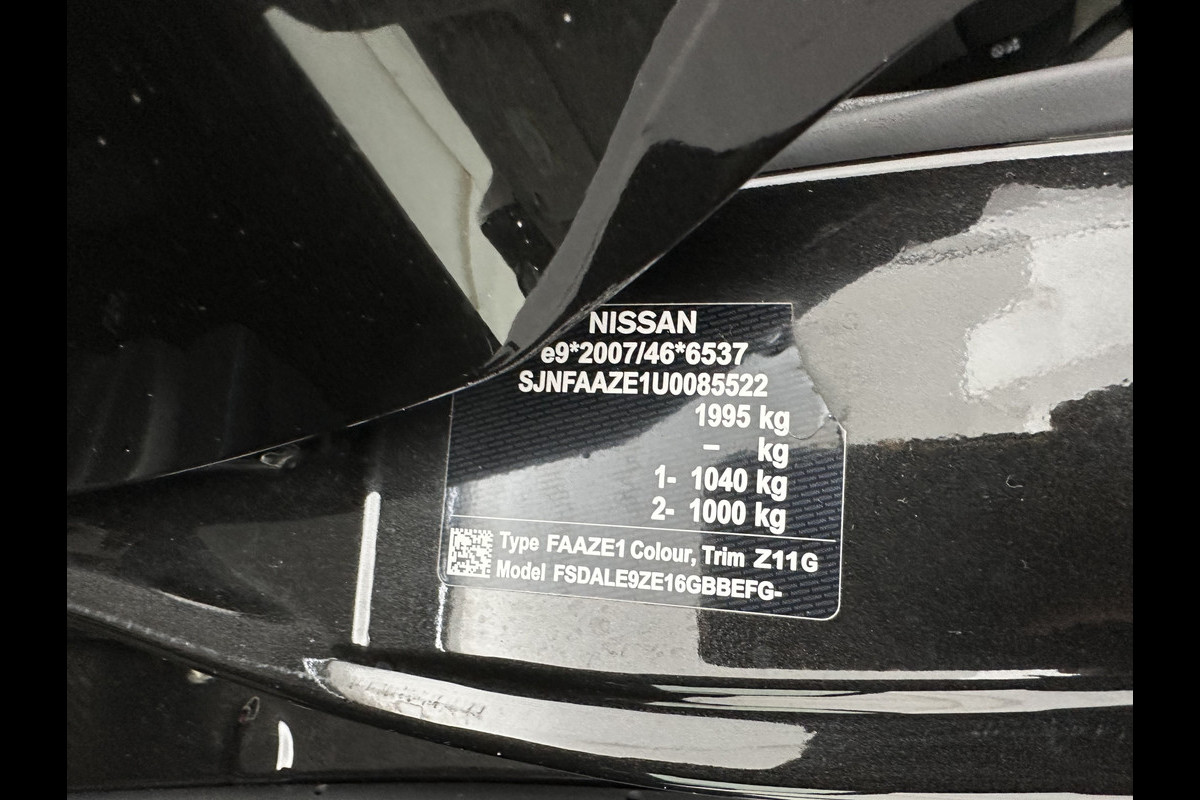 NISSAN
e9*2007/46*6537
SJNFAAZE1U0085522
1995 kg
– kg
1- 1040 kg
2- 1000 kg
Type FAAZE1 Colour, Trim Z11 G
Model FSDALE9ZE16GBBEFG-